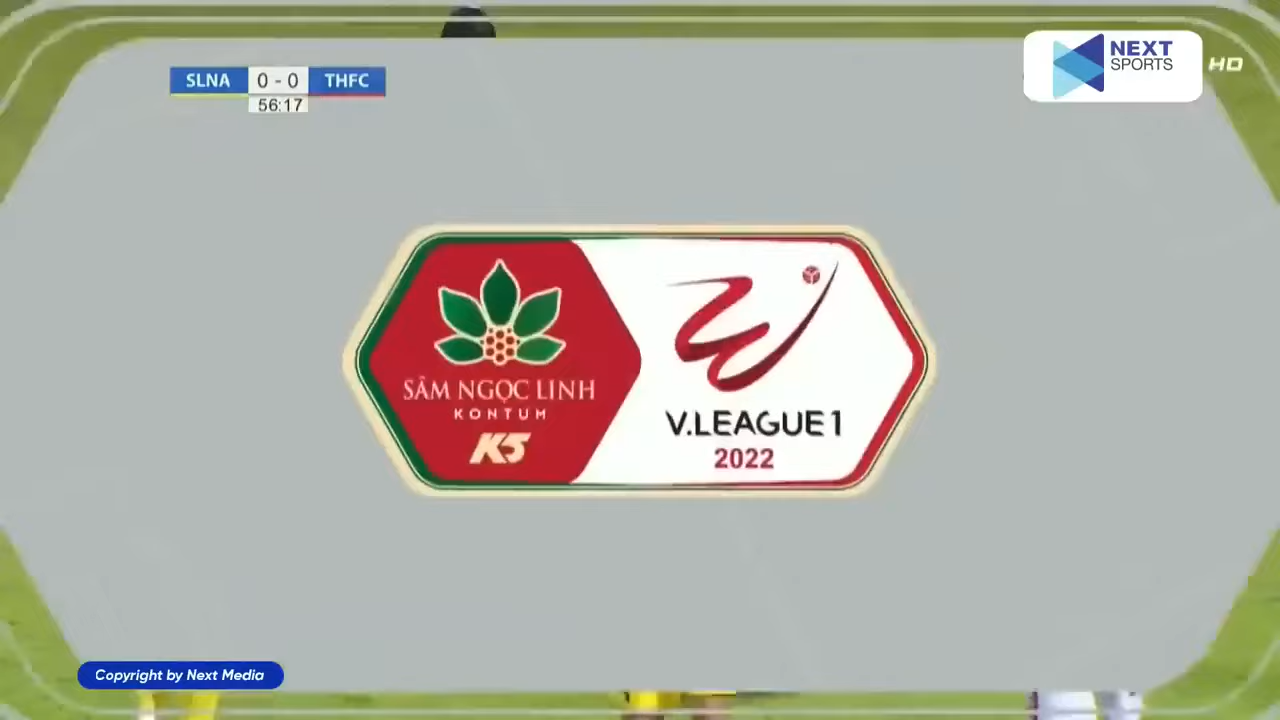 SLNA 0 - 0 THFC
56:17
NEXT
SPORTS
HD
SÂM NGỌC LINH
KONTUM
K5
V.LEAGUE 1
2022
Copyright by Next Media